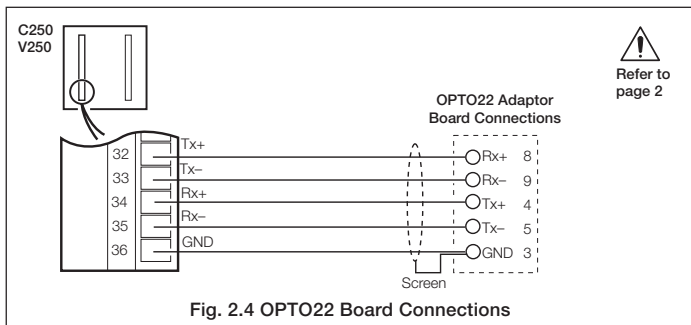 C250
V250
Refer to
page 2
OPTO22 Adaptor
Board Connections
32 Tx+ Rx+ 8
33 Tx– Rx– 9
34 Rx+ Tx+ 4
35 Rx– Tx– 5
36 GND GND 3
Screen
Fig. 2.4 OPTO22 Board Connections